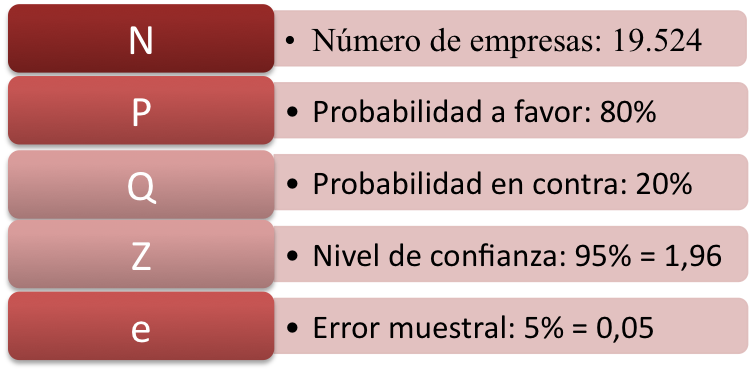 N
• Número de empresas: 19.524
P
• Probabilidad a favor: 80%
Q
• Probabilidad en contra: 20%
Z
• Nivel de confianza: 95% = 1,96
e
• Error muestral: 5% = 0,05